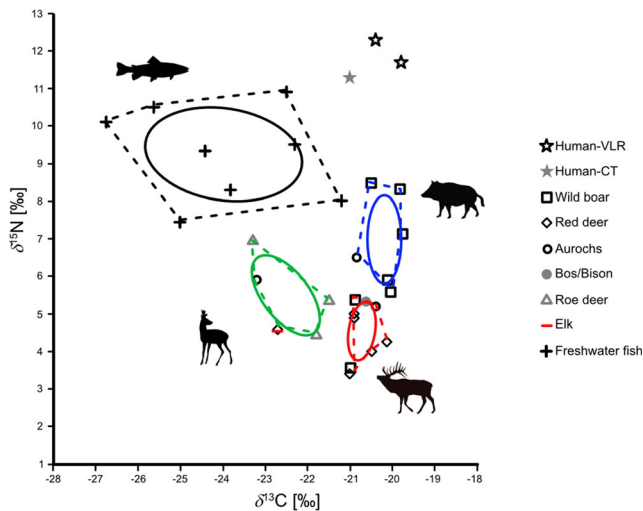 13
12
11
10
9
8
7
6
5
4
3
2
1
δ15N [‰]
-28 -27 -26 -25 -24 -23 -22 -21 -20 -19 -18
δ13C [‰]
Human-VLR
Human-CT
Wild boar
Red deer
Aurochs
Bos/Bison
Roe deer
Elk
Freshwater fish